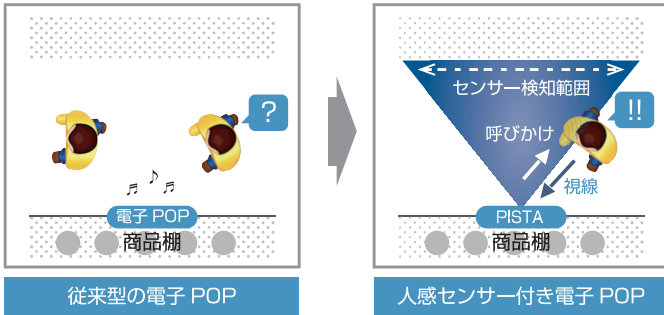 ?
電子 POP
商品棚
従来型の電子 POP
センサー検知範囲
!!
呼びかけ
視線
PISTA
商品棚
人感センサー付き電子 POP